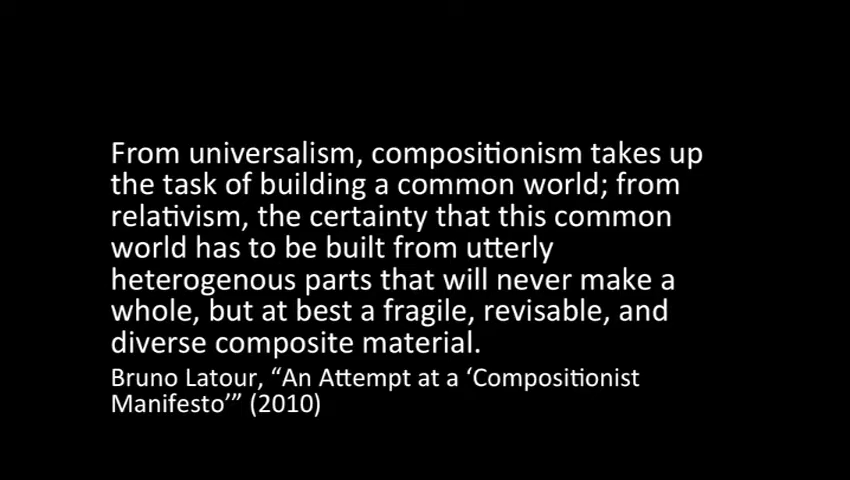 From universalism, compositionism takes up
the task of building a common world; from
relativism, the certainty that this common
world has to be built from utterly
heterogenous parts that will never make a
whole, but at best a fragile, revisable, and
diverse composite material.
Bruno Latour, “An Attempt at a ‘Compositionist
Manifesto’” (2010)